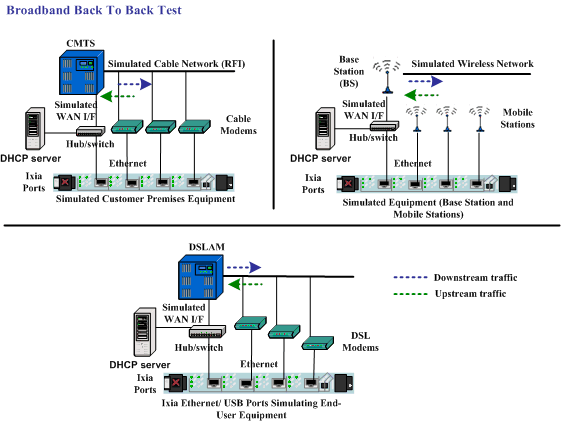 Broadband Back To Back Test
CMTS
Simulated Cable Network (RFI)
Simulated
WAN I/F
Cable
Modems
DHCP server
Hub/switch
Ethernet
Ixia
Ports
Simulated Customer Premises Equipment
Base
Station
(BS)
Simulated Wireless Network
Simulated
WAN I/F
Mobile
Stations
DHCP server
Hub/switch
Ethernet
Ixia
Ports
Simulated Equipment (Base Station and
Mobile Stations)
DSLAM
Simulated
WAN I/F
DSL
Modems
DHCP server
Hub/switch
Ethernet
Ixia
Ports
Ixia Ethernet/ USB Ports Simulating End-
User Equipment
Downstream traffic
Upstream traffic